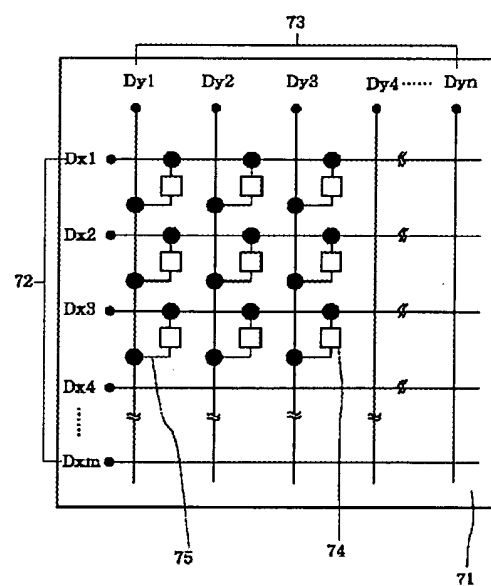 73
Dy1 Dy2 Dy3 Dy4 ...... Dyn
Dx1
Dx2
72
Dx3
Dx4
......
Dxm
75
74
71